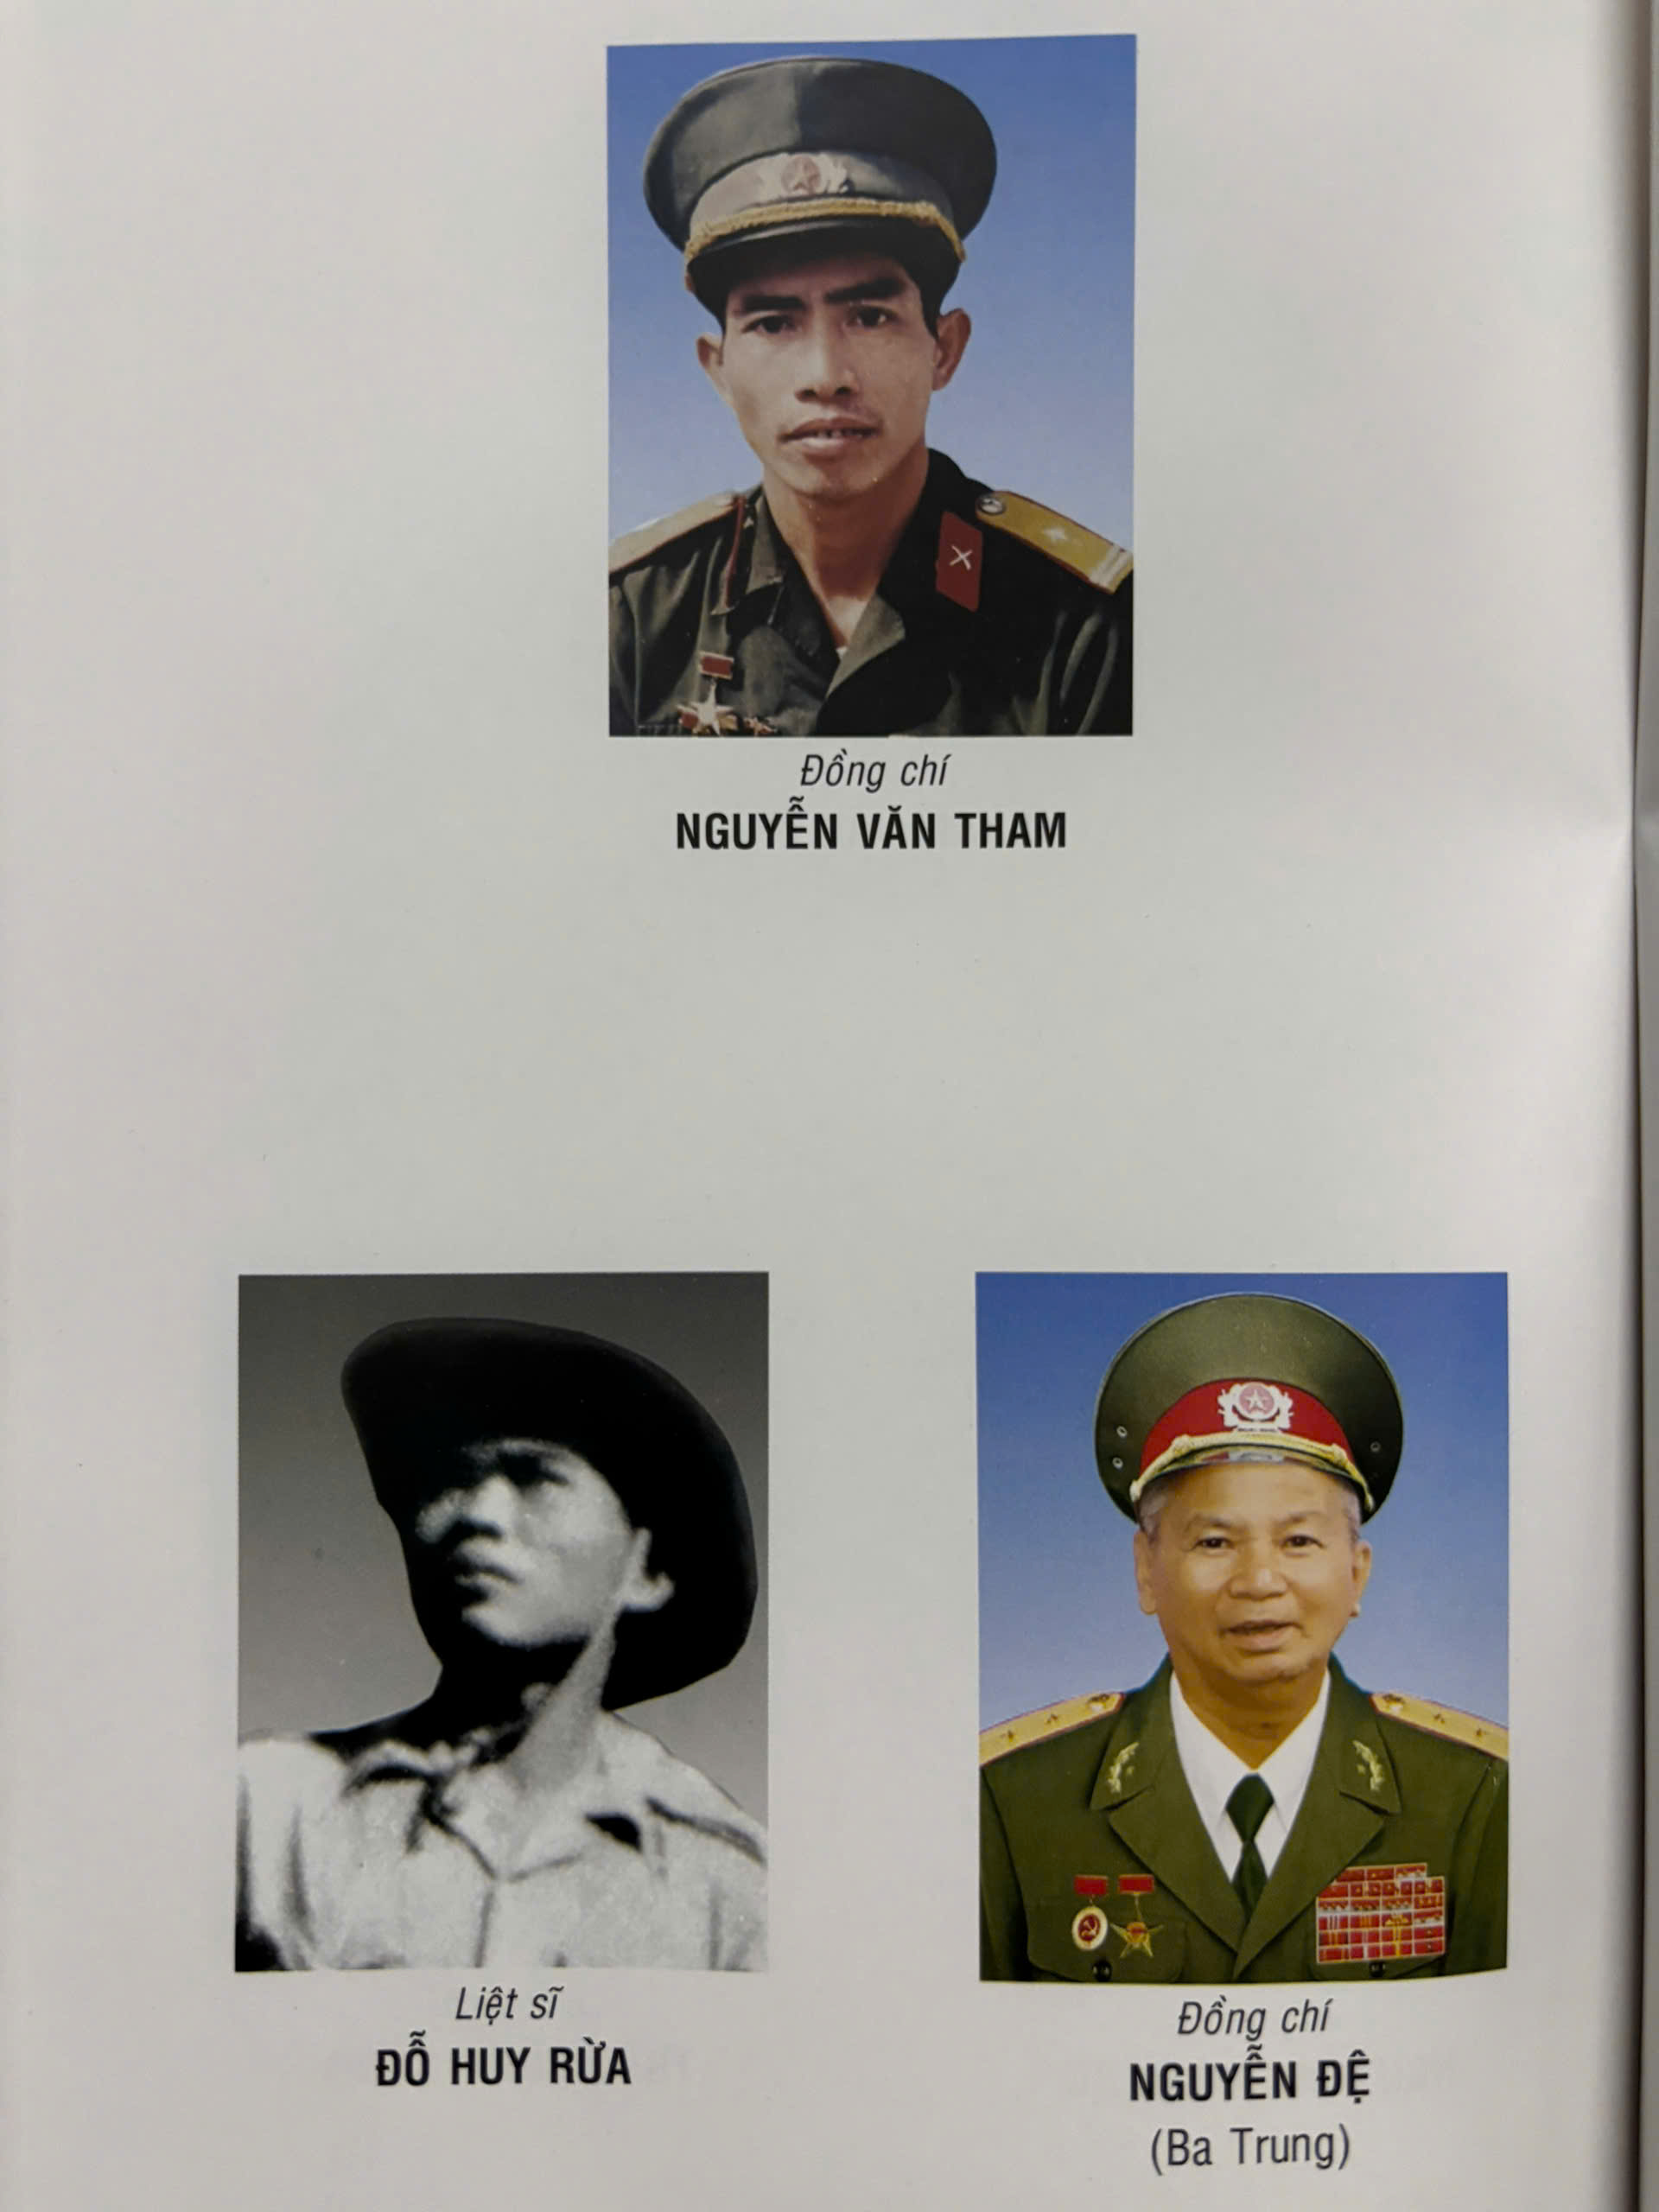 Đồng chí
NGUYỄN VĂN THAM
Liệt sĩ
ĐỖ HUY RỪA
Đồng chí
NGUYỄN ĐỆ
(Ba Trung)